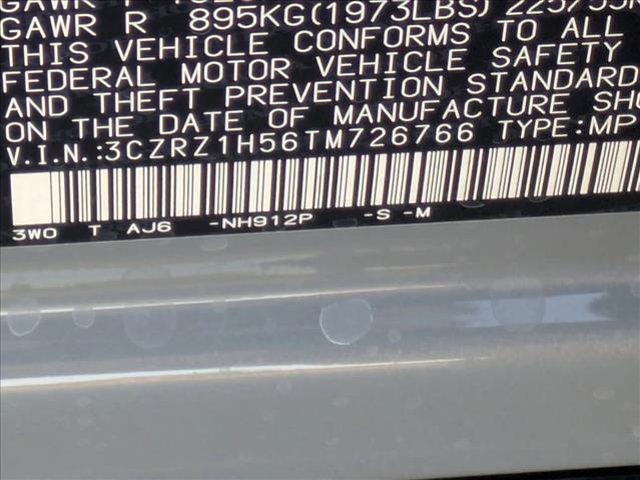 GAWR R 895KG(1973LBS)
THIS VEHICLE CONFORMS TO ALL
FEDERAL MOTOR VEHICLE SAFETY
AND THEFT PREVENTION STANDARD
ON THE DATE OF MANUFACTURE SH
V.I.N.:3CZRZ1H56TM726766 TYPE:MP
3WO T AJ6 -NH912P -S -M